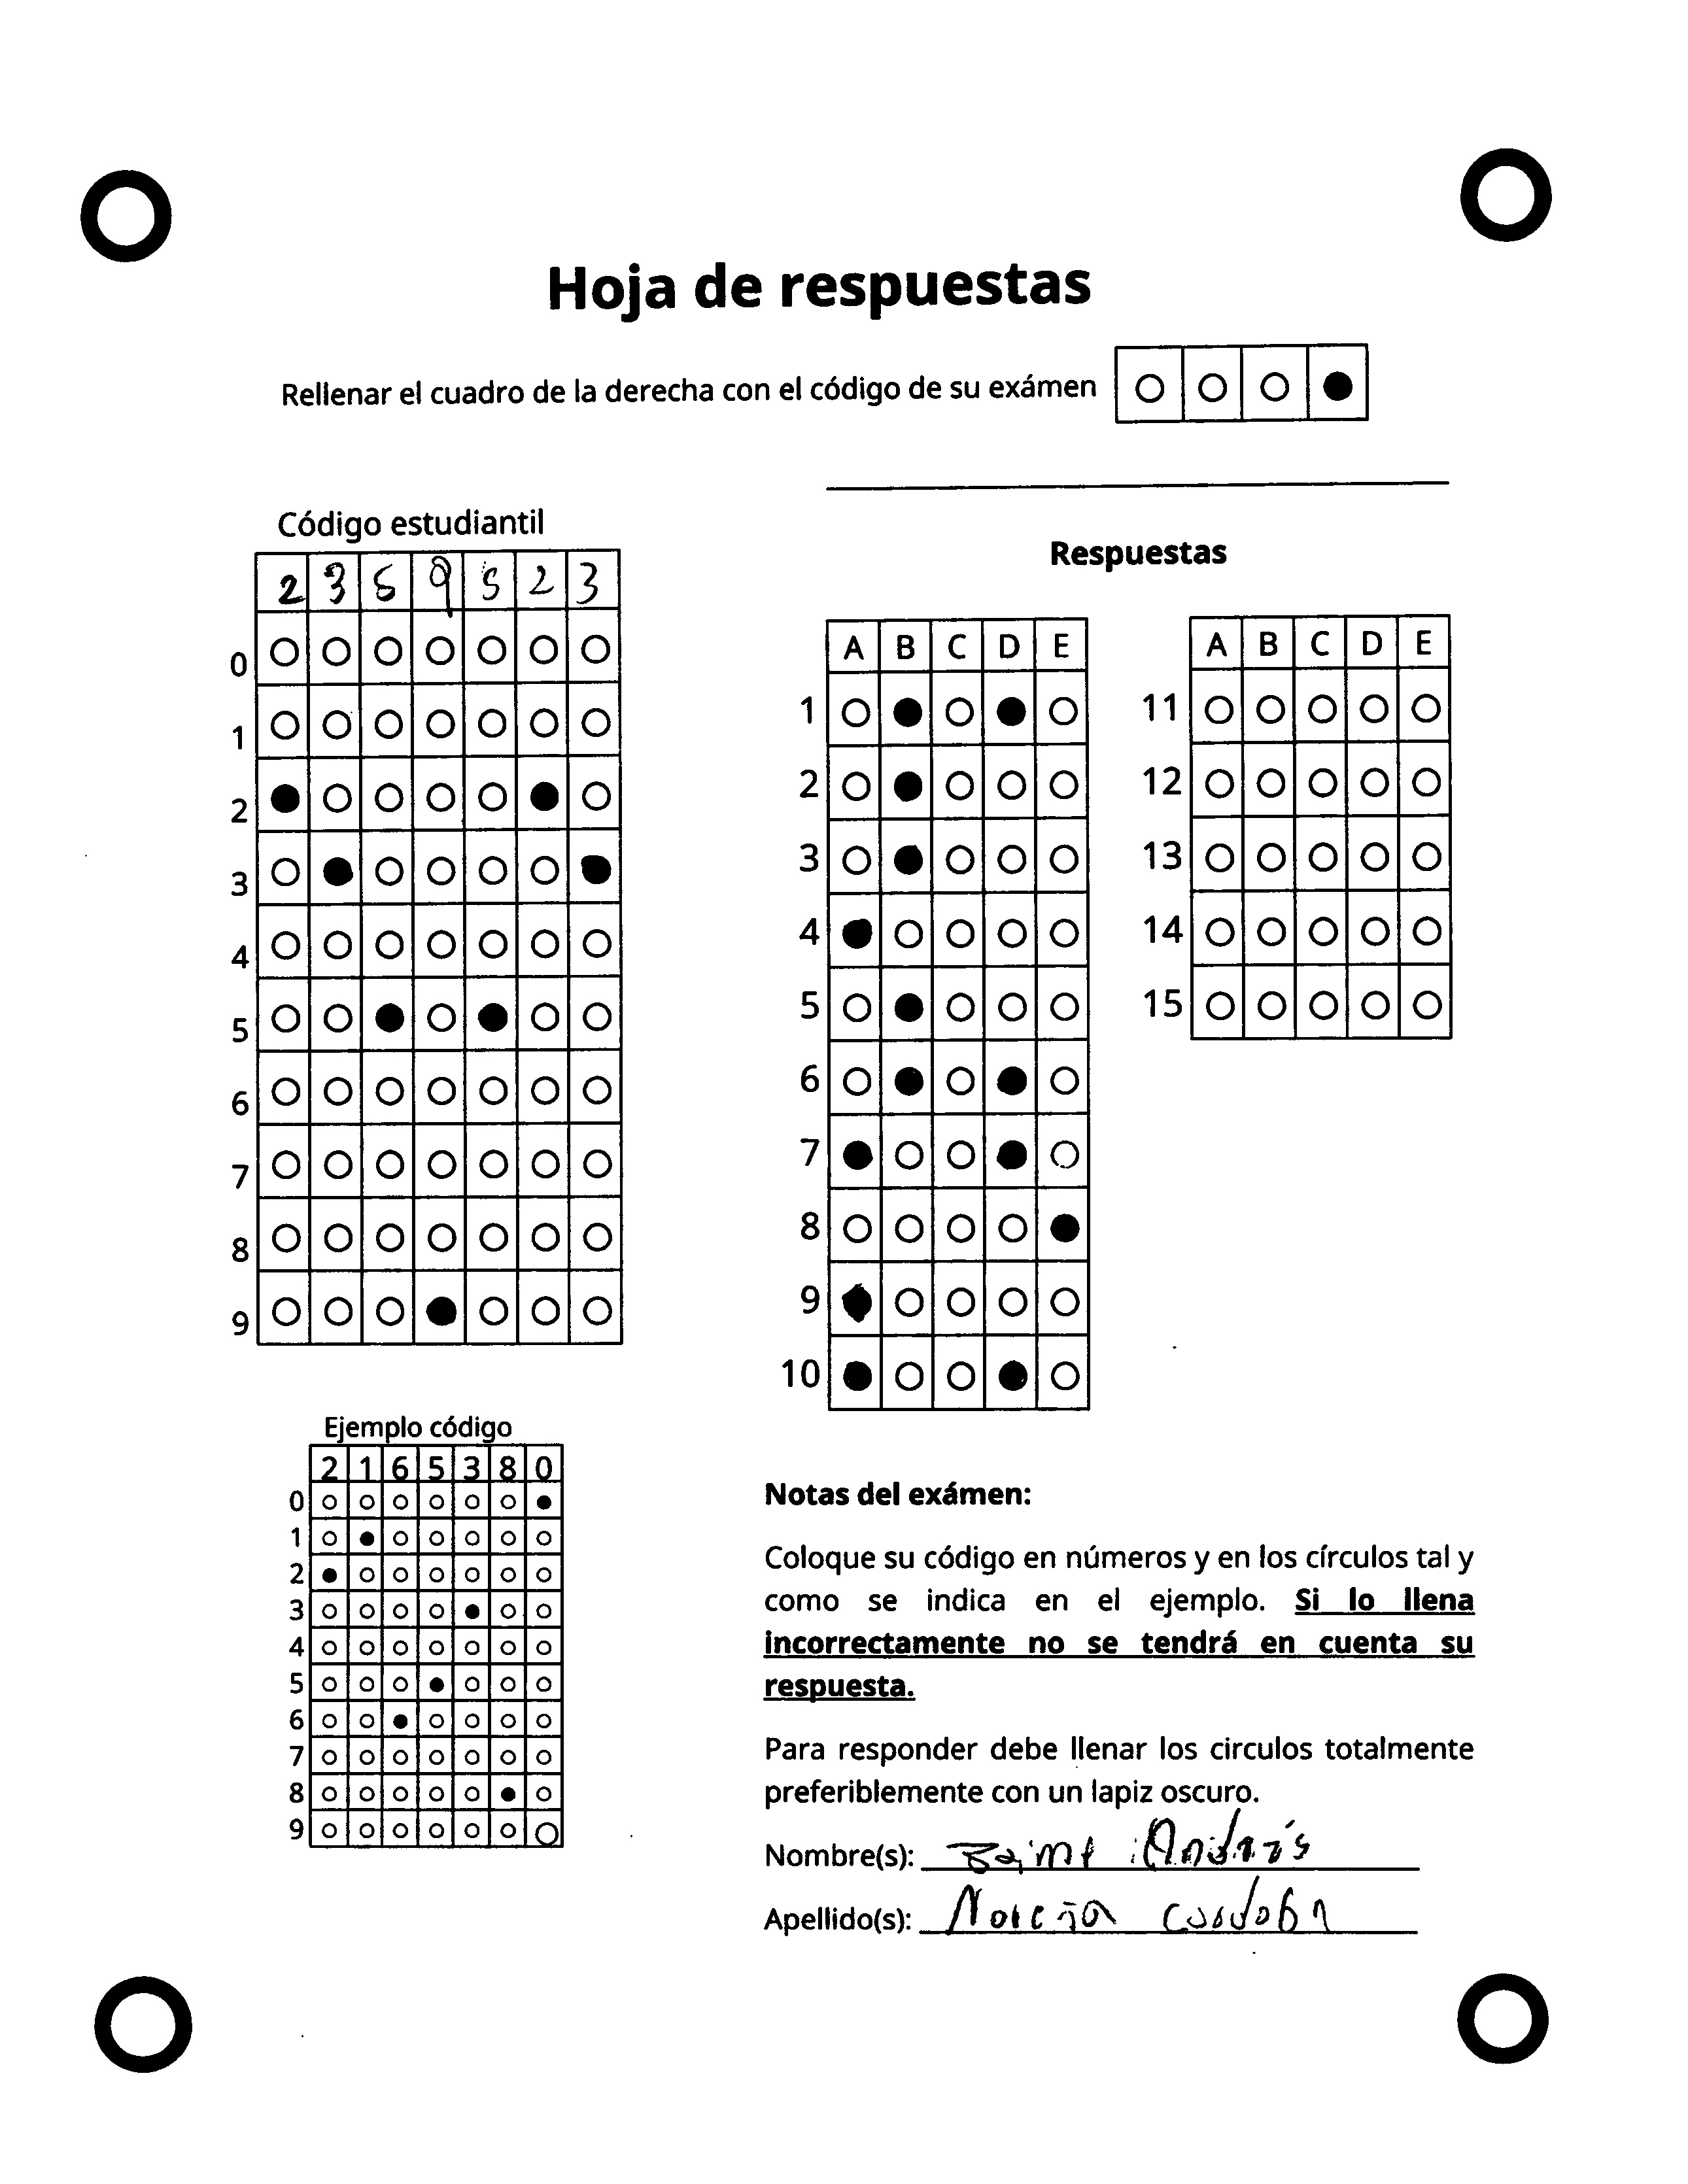 Hoja de respuestas
Rellenar el cuadro de la derecha con el código de su exámen
Código estudiantil
2 3 5 9 5 2 3
0
1
2
3
4
5
6
7
8
9
Respuestas
A B C D E
1
2
3
4
5
6
7
8
9
10
A B C D E
11
12
13
14
15
Ejemplo código
2 1 6 5 3 8 0
0
1
2
3
4
5
6
7
8
9
Notas del exámen:
Coloque su código en números y en los círculos tal y
como se indica en el ejemplo. Si lo llena
incorrectamente no se tendrá en cuenta su
respuesta.
Para responder debe llenar los circulos totalmente
preferiblemente con un lapiz oscuro.
Nombre(s): Jaime Andrés
Apellido(s): Noreña Cordoba